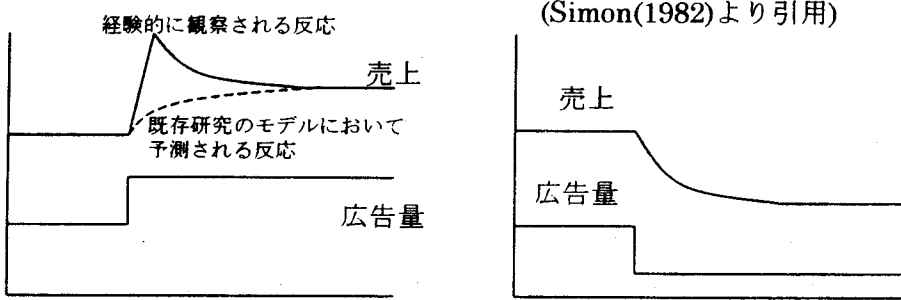 経験的に観察される反応
売上
既存研究のモデルにおいて
予測される反応
広告量
(Simon(1982)より引用)
売上
広告量